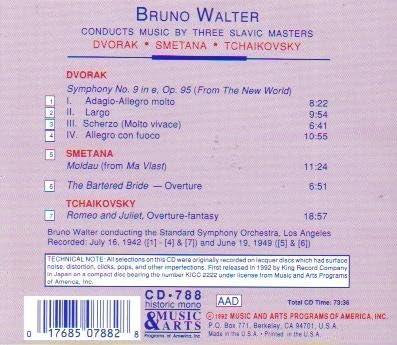 BRUNO WALTER
CONDUCTS MUSIC BY THREE SLAVIC MASTERS
DVORAK * SMETANA * TCHAIKOVSKY
DVORAK
Symphony No. 9 in e, Op. 95 (From The New World)
1 I. Adagio-Allegro molto 8:22
2 II. Largo 9:54
3 III. Scherzo (Molto vivace) 6:41
4 IV. Allegro con fuoco 10:55
SMETANA
5 Moldau (from Ma Vlast) 11:24
6 The Bartered Bride — Overture 6:51
TCHAIKOVSKY
7 Romeo and Juliet, Overture-fantasy 18:57
Bruno Walter conducting the Standard Symphony Orchestra, Los Angeles
Recorded: July 16, 1942 ([1] - [4] & [7]) and June 19, 1949 ([5] & [6])
TECHNICAL NOTE: All selections on this CD were originally recorded on lacquer discs which had surface
noise, distortion, clicks, pops, and other imperfections. First released in 1992 by King Record Company
in Japan on a compact disc bearing the number KICC 2222 under license from Music and Arts Programs
of America, Inc.
CD-788
historic mono
AAD
Total CD Time: 73:36
MUSIC
& ARTS
Programs of America, Inc.
© 1992 MUSIC AND ARTS PROGRAMS OF AMERICA, INC.
P. O. Box 771, Berkeley, CA 94701, U.S.A.
Made in U.S.A.
0 17685 07882 8